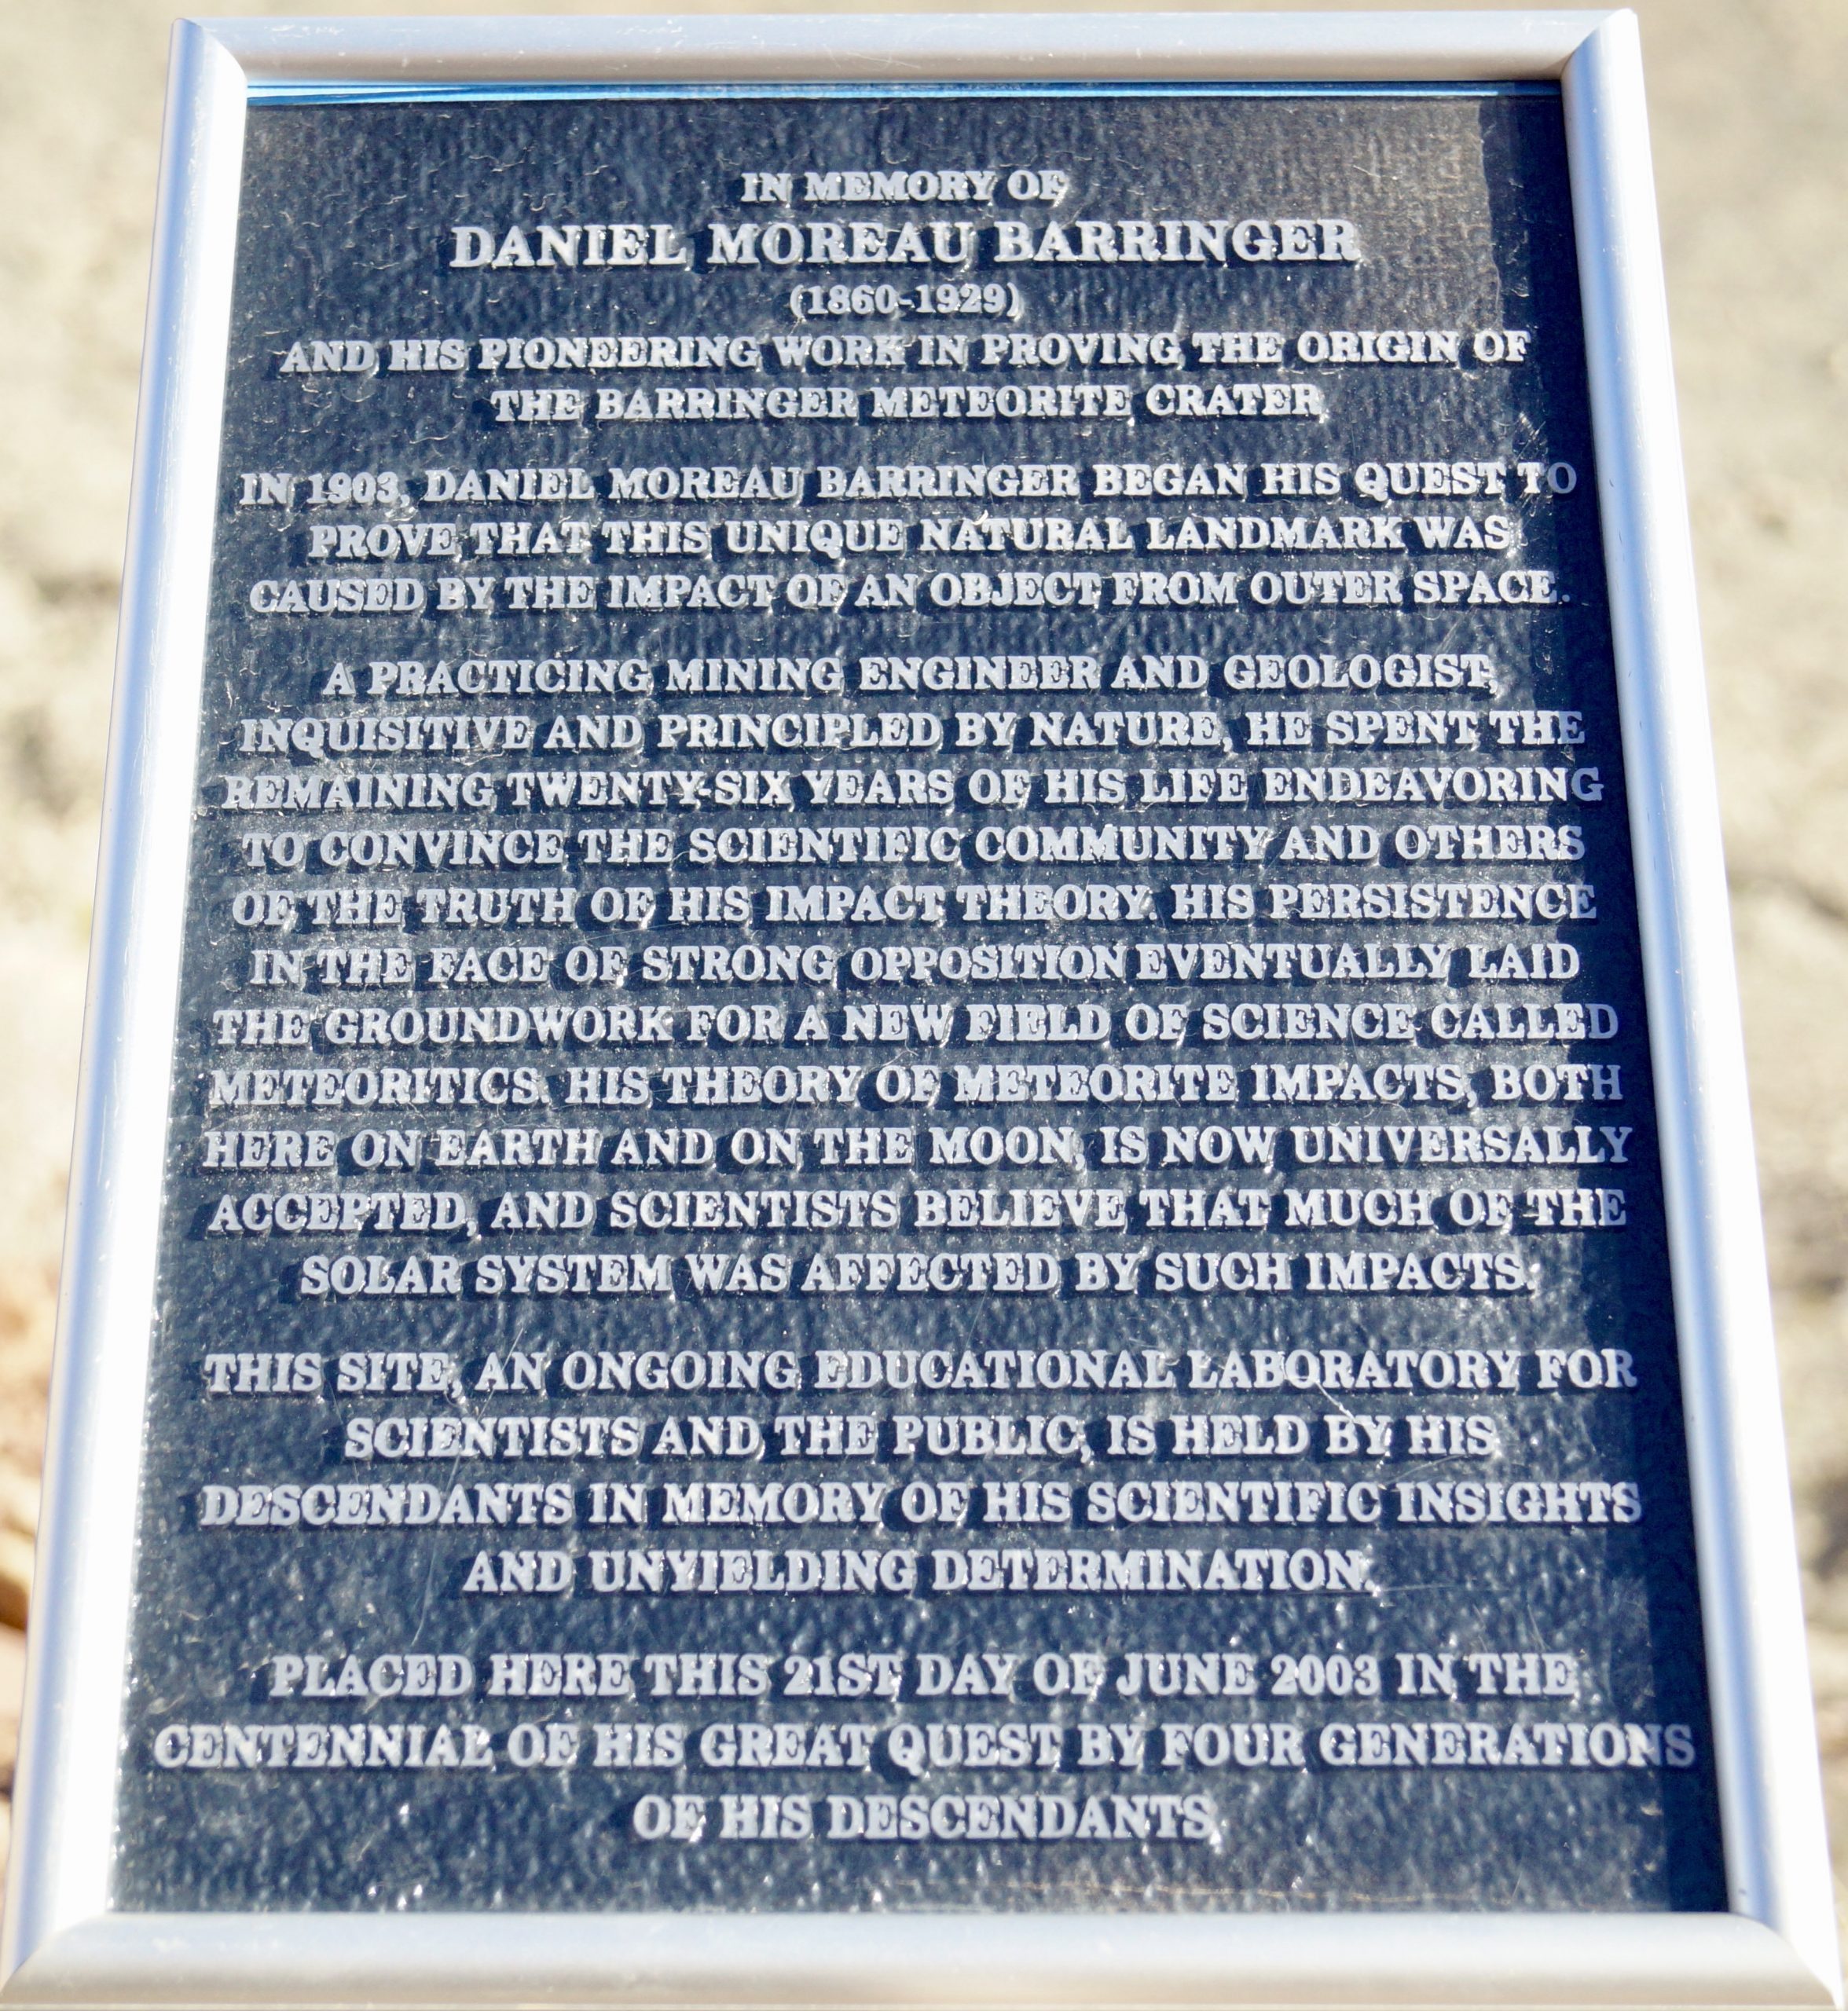 IN MEMORY OF
DANIEL MOREAU BARRINGER
(1860-1929)
AND HIS PIONEERING WORK IN PROVING THE ORIGIN OF
THE BARRINGER METEORITE CRATER
IN 1903, DANIEL MOREAU BARRINGER BEGAN HIS QUEST TO
PROVE THAT THIS UNIQUE NATURAL LANDMARK WAS
CAUSED BY THE IMPACT OF AN OBJECT FROM OUTER SPACE.
A PRACTICING MINING ENGINEER AND GEOLOGIST,
INQUISITIVE AND PRINCIPLED BY NATURE, HE SPENT THE
REMAINING TWENTY-SIX YEARS OF HIS LIFE ENDEAVORING
TO CONVINCE THE SCIENTIFIC COMMUNITY AND OTHERS
OF THE TRUTH OF HIS IMPACT THEORY. HIS PERSISTENCE
IN THE FACE OF STRONG OPPOSITION EVENTUALLY LAID
THE GROUNDWORK FOR A NEW FIELD OF SCIENCE CALLED
METEORITICS. HIS THEORY OF METEORITE IMPACTS, BOTH
HERE ON EARTH AND ON THE MOON, IS NOW UNIVERSALLY
ACCEPTED, AND SCIENTISTS BELIEVE THAT MUCH OF THE
SOLAR SYSTEM WAS AFFECTED BY SUCH IMPACTS.
THIS SITE, AN ONGOING EDUCATIONAL LABORATORY FOR
SCIENTISTS AND THE PUBLIC, IS HELD BY HIS
DESCENDANTS IN MEMORY OF HIS SCIENTIFIC INSIGHTS
AND UNYIELDING DETERMINATION.
PLACED HERE THIS 21ST DAY OF JUNE 2003 IN THE
CENTENNIAL OF HIS GREAT QUEST BY FOUR GENERATIONS
OF HIS DESCENDANTS